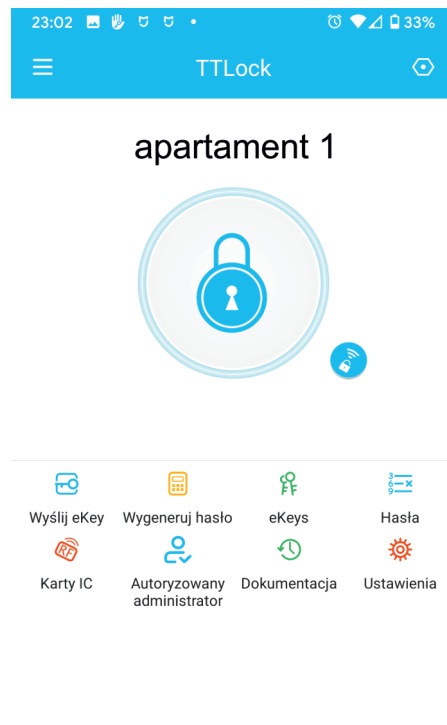 23:02 33%
TTLock
apartament 1
Wyślij eKey Wygeneruj hasło eKeys Hasła
Karty IC Autoryzowany administrator Dokumentacja Ustawienia